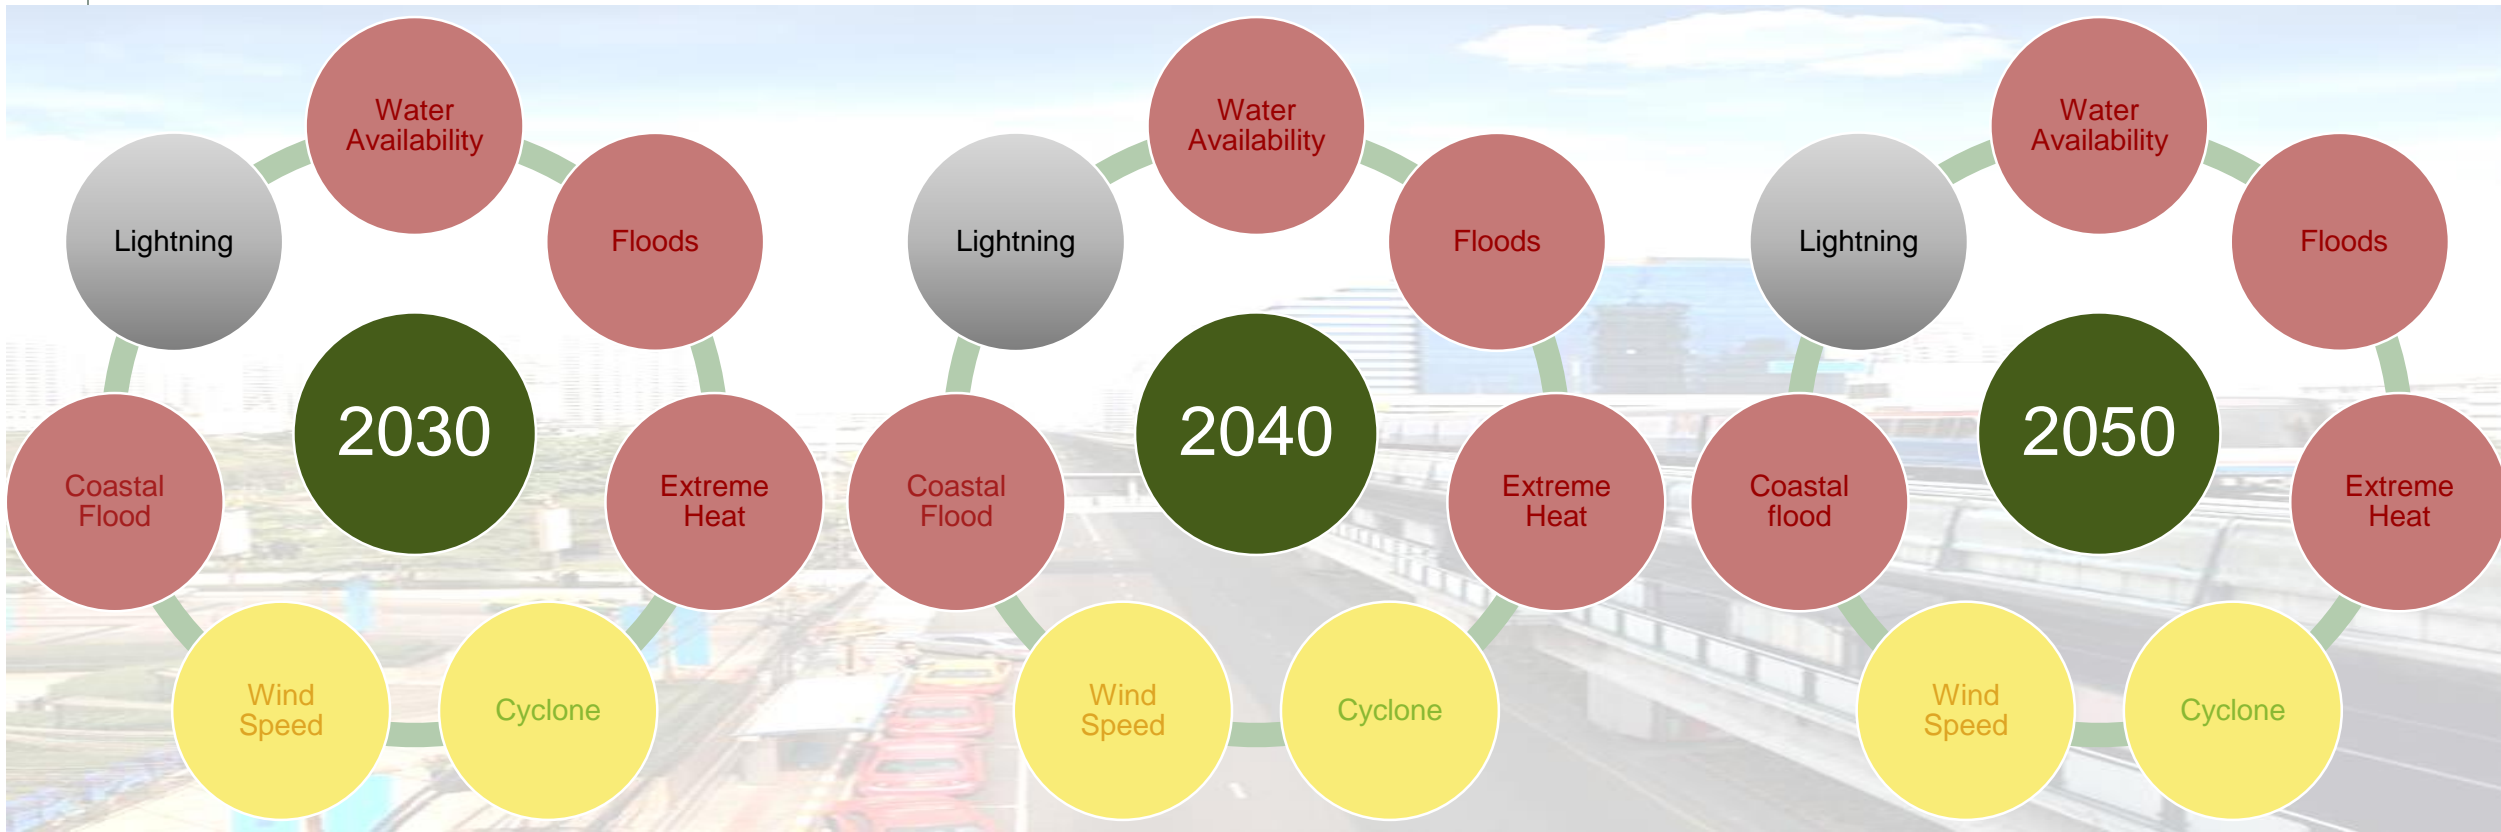 Water
Availability
Lightning
Floods
2030
Coastal
Flood
Extreme
Heat
Wind
Speed
Cyclone
Water
Availability
Lightning
Floods
2040
Coastal
Flood
Extreme
Heat
Wind
Speed
Cyclone
Water
Availability
Lightning
Floods
2050
Coastal
flood
Extreme
Heat
Wind
Speed
Cyclone